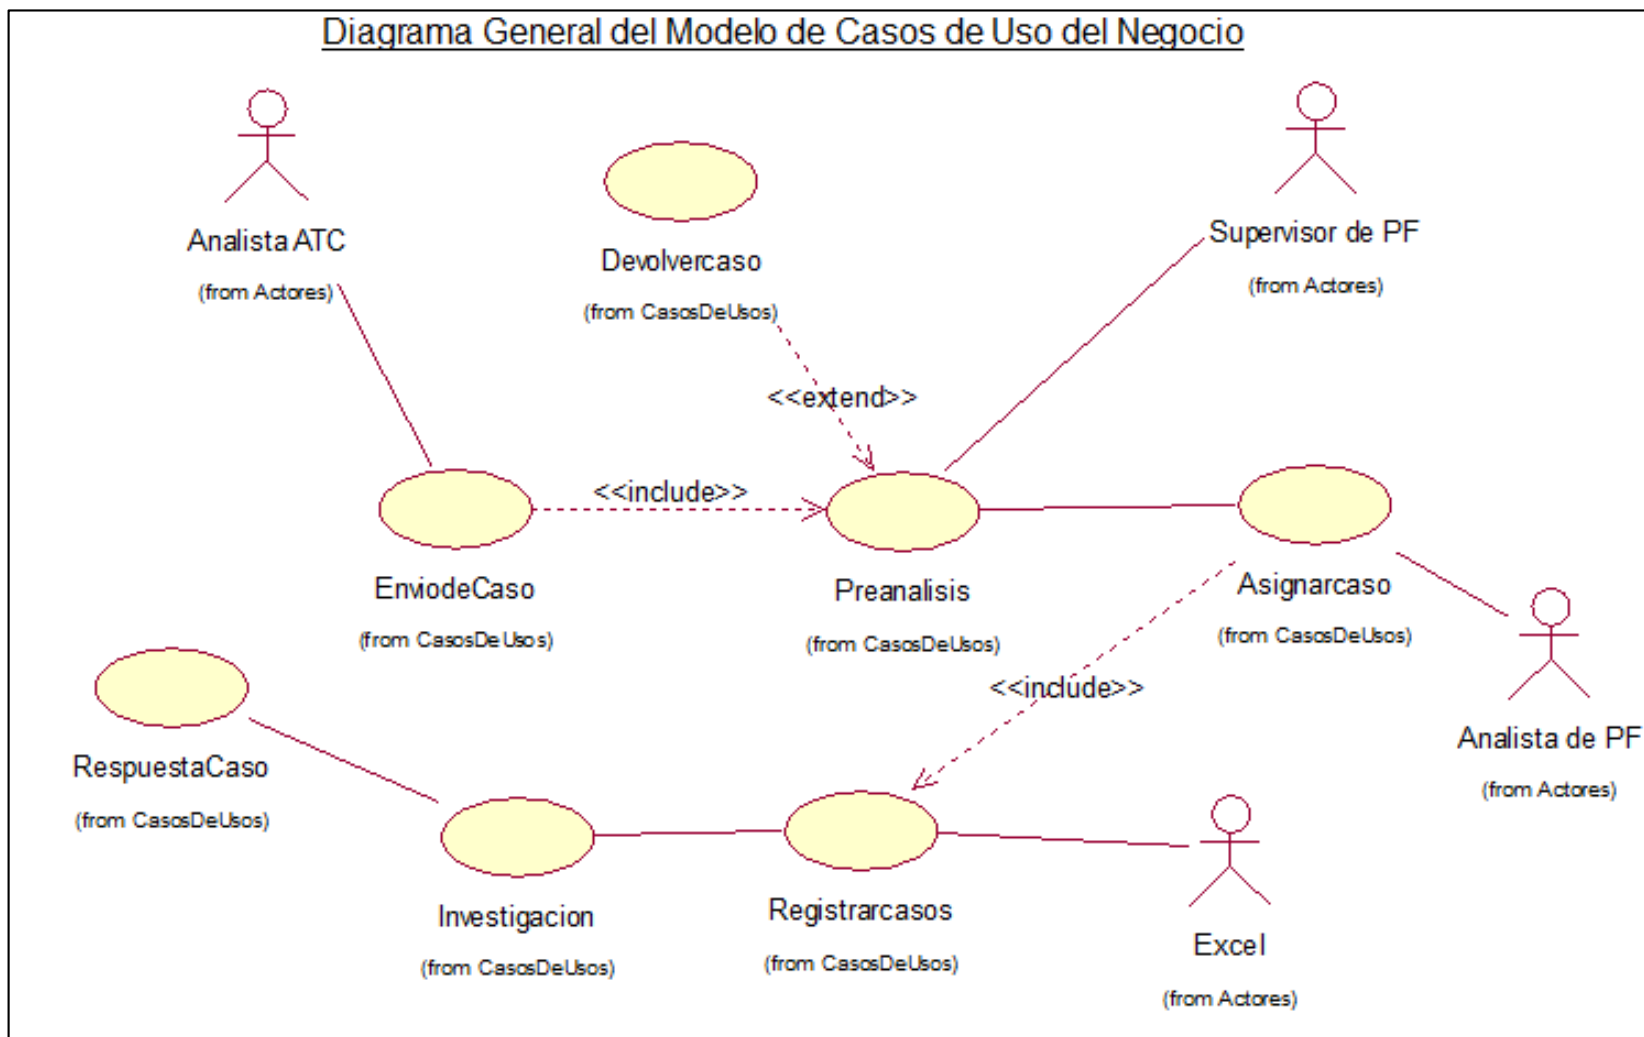 Diagrama General del Modelo de Casos de Uso del Negocio
Analista ATC
(from Actores)
Devolvercaso
(from CasosDeUsos)
Supervisor de PF
(from Actores)
<<extend>>
<<include>>
EnviodeCaso
(from CasosDeUsos)
Preanalisis
(from CasosDeUsos)
Asignarcaso
(from CasosDeUsos)
<<include>>
Analista de PF
(from Actores)
RespuestaCaso
(from CasosDeUsos)
Investigacion
(from CasosDeUsos)
Registrarcasos
(from CasosDeUsos)
Excel
(from Actores)